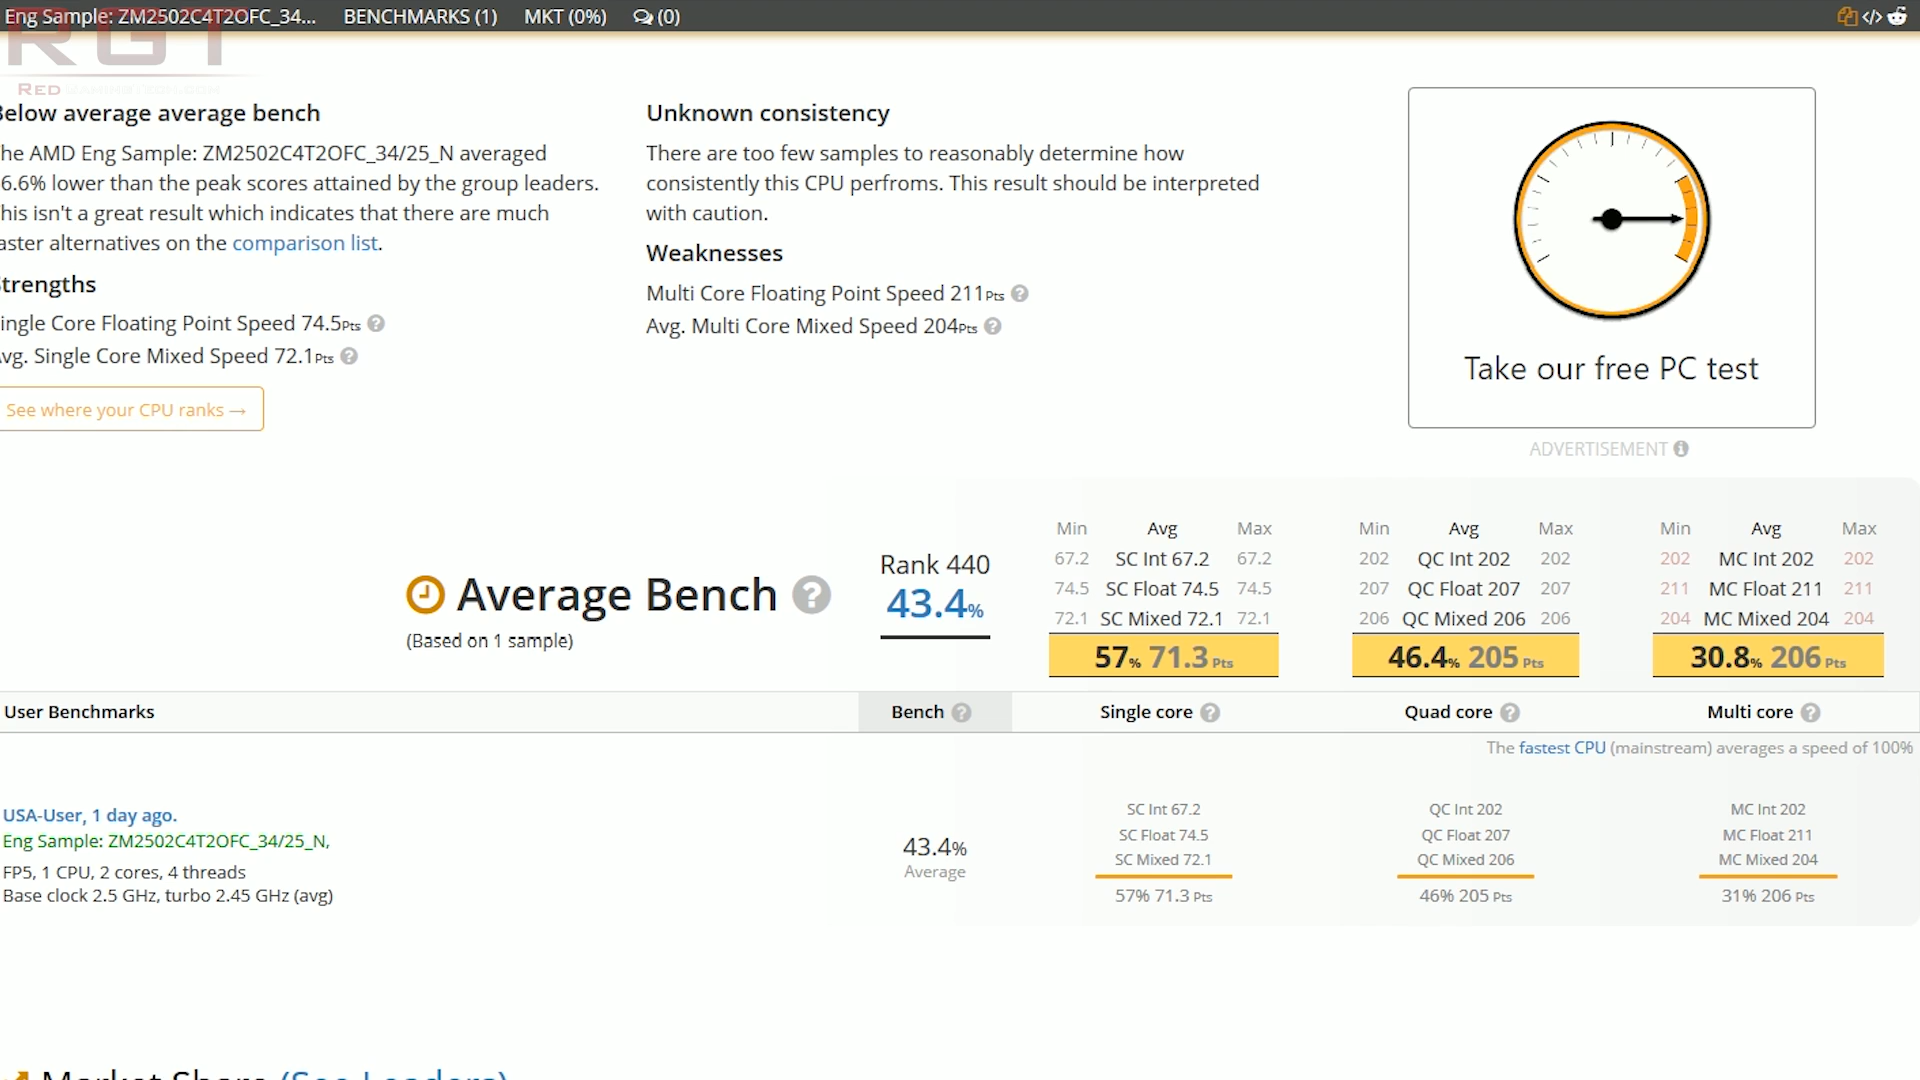 Eng Sample: ZM2502C4T2OFC_34... BENCHMARKS (1) MKT (0%) (0)
RGT
RED
Below average average bench
he AMD Eng Sample: ZM2502C4T2OFC_34/25_N averaged
6.6% lower than the peak scores attained by the group leaders.
his isn't a great result which indicates that there are much
aster alternatives on the comparison list.
trengths
ingle Core Floating Point Speed 74.5Pts
vg. Single Core Mixed Speed 72.1Pts
See where your CPU ranks →
Unknown consistency
There are too few samples to reasonably determine how
consistently this CPU perfroms. This result should be interpreted
with caution.
Weaknesses
Multi Core Floating Point Speed 211Pts
Avg. Multi Core Mixed Speed 204Pts
Take our free PC test
ADVERTISEMENT
Average Bench
(Based on 1 sample)
Rank 440
43.4%
Min Avg Max
67.2 SC Int 67.2 67.2
74.5 SC Float 74.5 74.5
72.1 SC Mixed 72.1 72.1
57% 71.3 Pts
Min Avg Max
202 QC Int 202 202
207 QC Float 207 207
206 QC Mixed 206 206
46.4% 205 Pts
Min Avg Max
202 MC Int 202 202
211 MC Float 211 211
204 MC Mixed 204 204
30.8% 206 Pts
User Benchmarks Bench Single core Quad core Multi core
The fastest CPU (mainstream) averages a speed of 100%
USA-User, 1 day ago.
Eng Sample: ZM2502C4T2OFC_34/25_N,
FP5, 1 CPU, 2 cores, 4 threads
Base clock 2.5 GHz, turbo 2.45 GHz (avg)
43.4%
Average
SC Int 67.2
SC Float 74.5
SC Mixed 72.1
57% 71.3 Pts
QC Int 202
QC Float 207
QC Mixed 206
46% 205 Pts
MC Int 202
MC Float 211
MC Mixed 204
31% 206 Pts
Market Share (See Leaders)